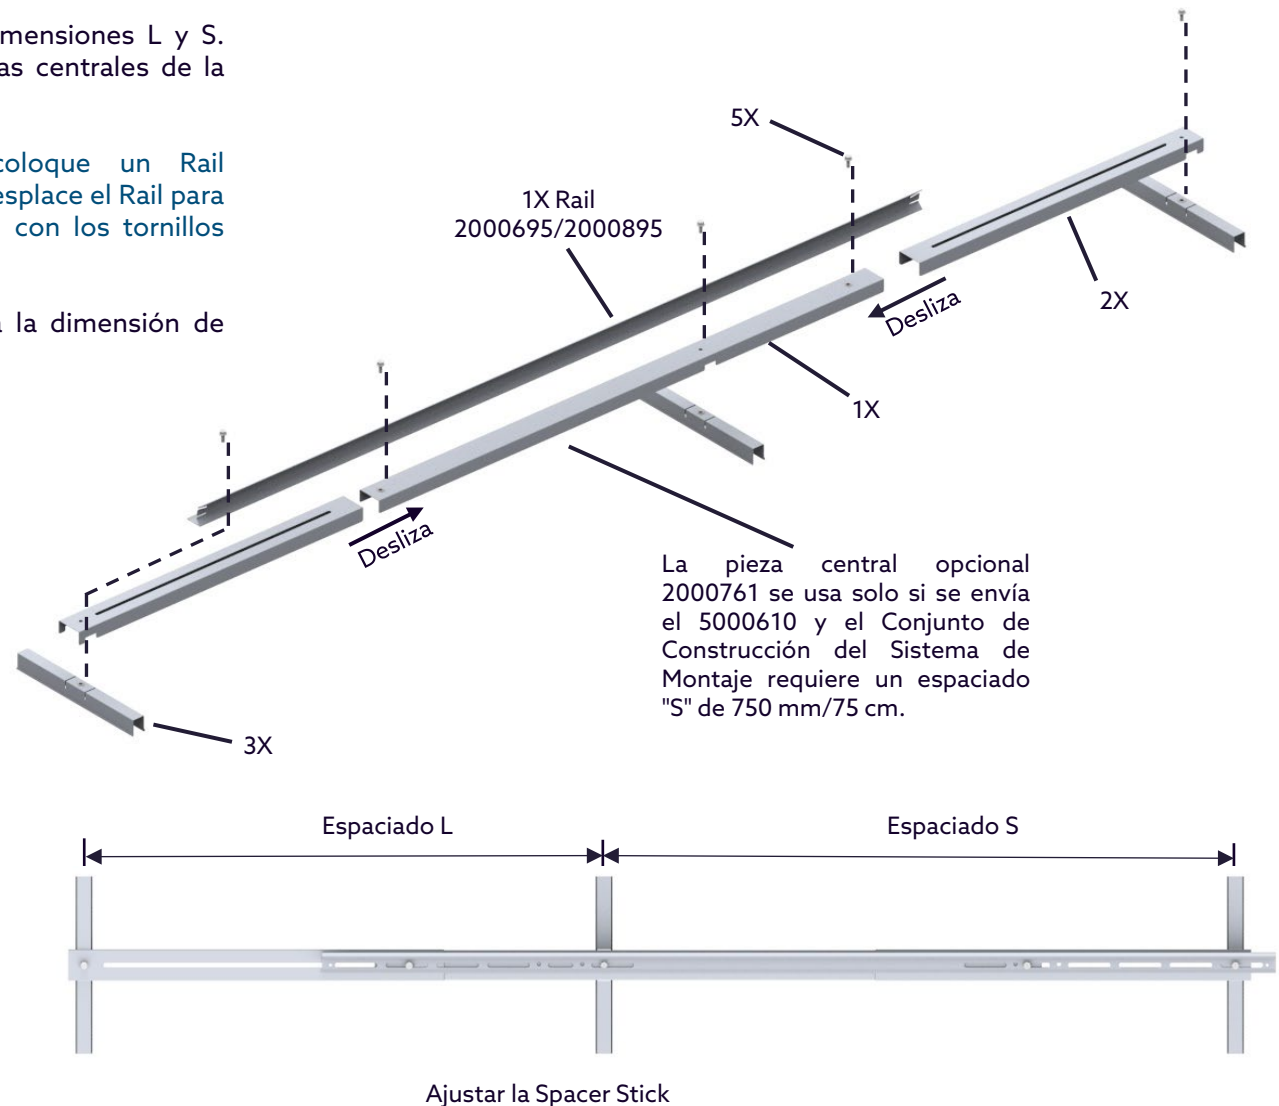 mensiones L y S.
as centrales de la
coloque un Rail
esplace el Rail para
con los tornillos
a la dimensión de
5X
1X Rail
2000695/2000895
2X
Desliza
1X
Desliza
La pieza central opcional
2000761 se usa solo si se envía
el 5000610 y el Conjunto de
Construcción del Sistema de
Montaje requiere un espaciado
"S" de 750 mm/75 cm.
3X
Espaciado L
Espaciado S
Ajustar la Spacer Stick